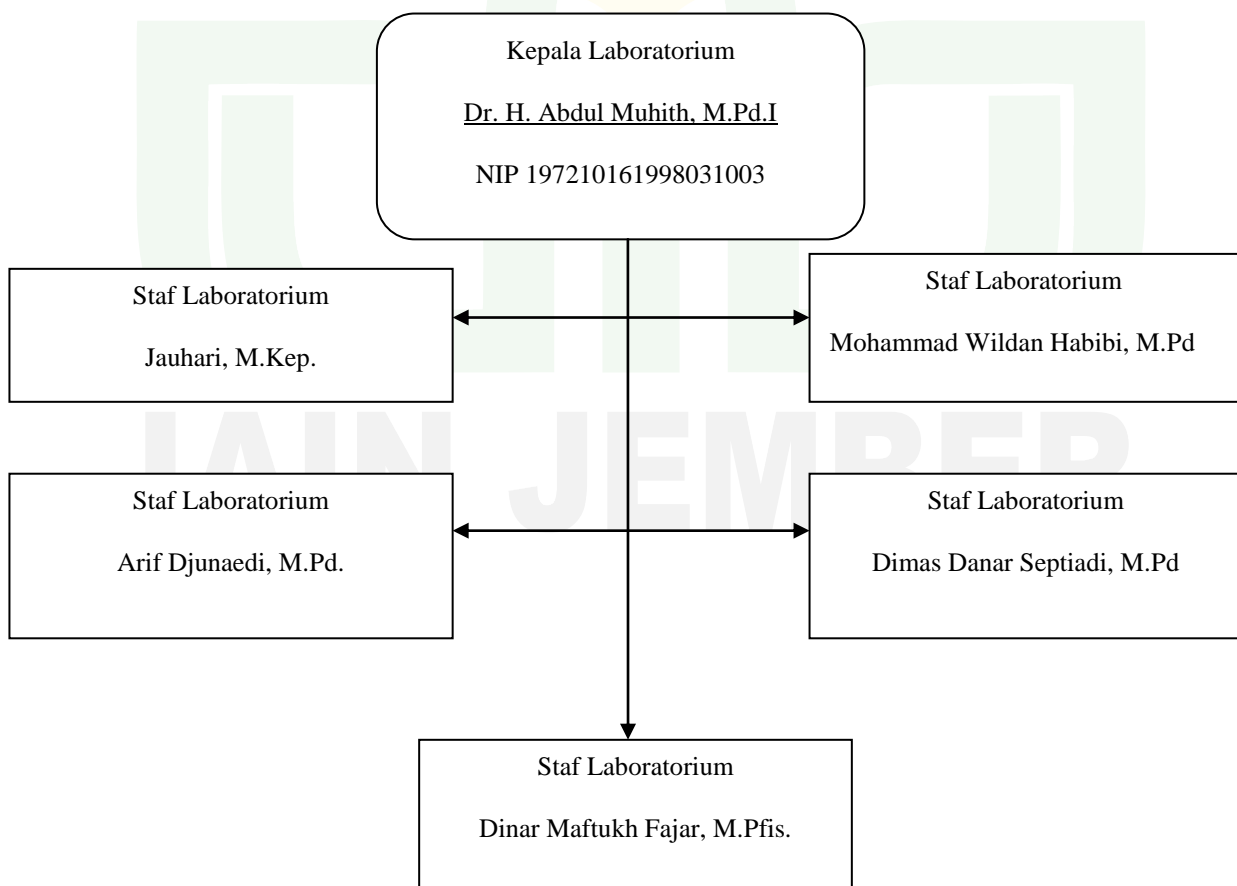 Kepala Laboratorium
Dr. H. Abdul Muhith, M.Pd.I
NIP 197210161998031003
Staf Laboratorium
Jauhari, M.Kep.
Staf Laboratorium
Mohammad Wildan Habibi, M.Pd
IAIN JEMBER
Staf Laboratorium
Arif Djunaedi, M.Pd.
Staf Laboratorium
Dimas Danar Septiadi, M.Pd
Staf Laboratorium
Dinar Maftukh Fajar, M.Pfis.